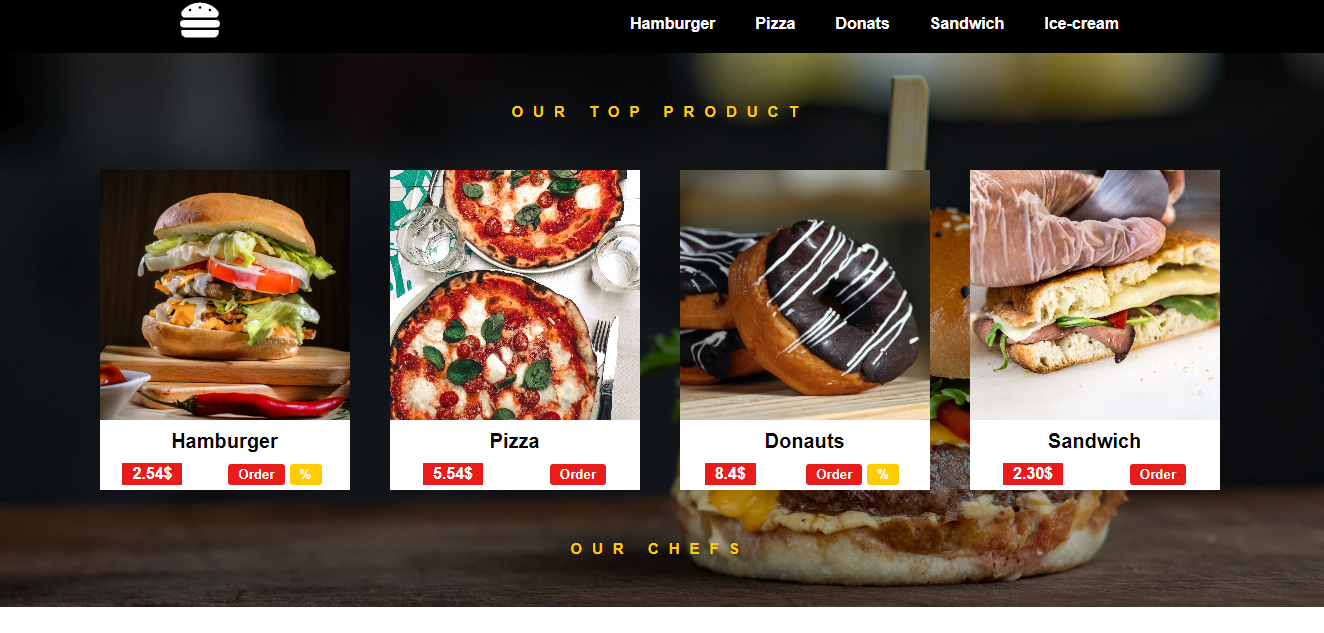 Hamburger Pizza Donats Sandwich Ice-cream
OUR TOP PRODUCT
Hamburger
2.54$ Order %
Pizza
5.54$ Order
Donauts
8.4$ Order %
Sandwich
2.30$ Order
OUR CHEFS